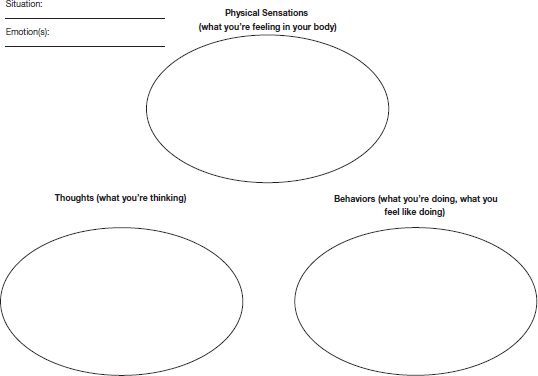 Situation:
Emotion(s):
Physical Sensations
(what you're feeling in your body)
Thoughts (what you're thinking)
Behaviors (what you're doing, what you
feel like doing)